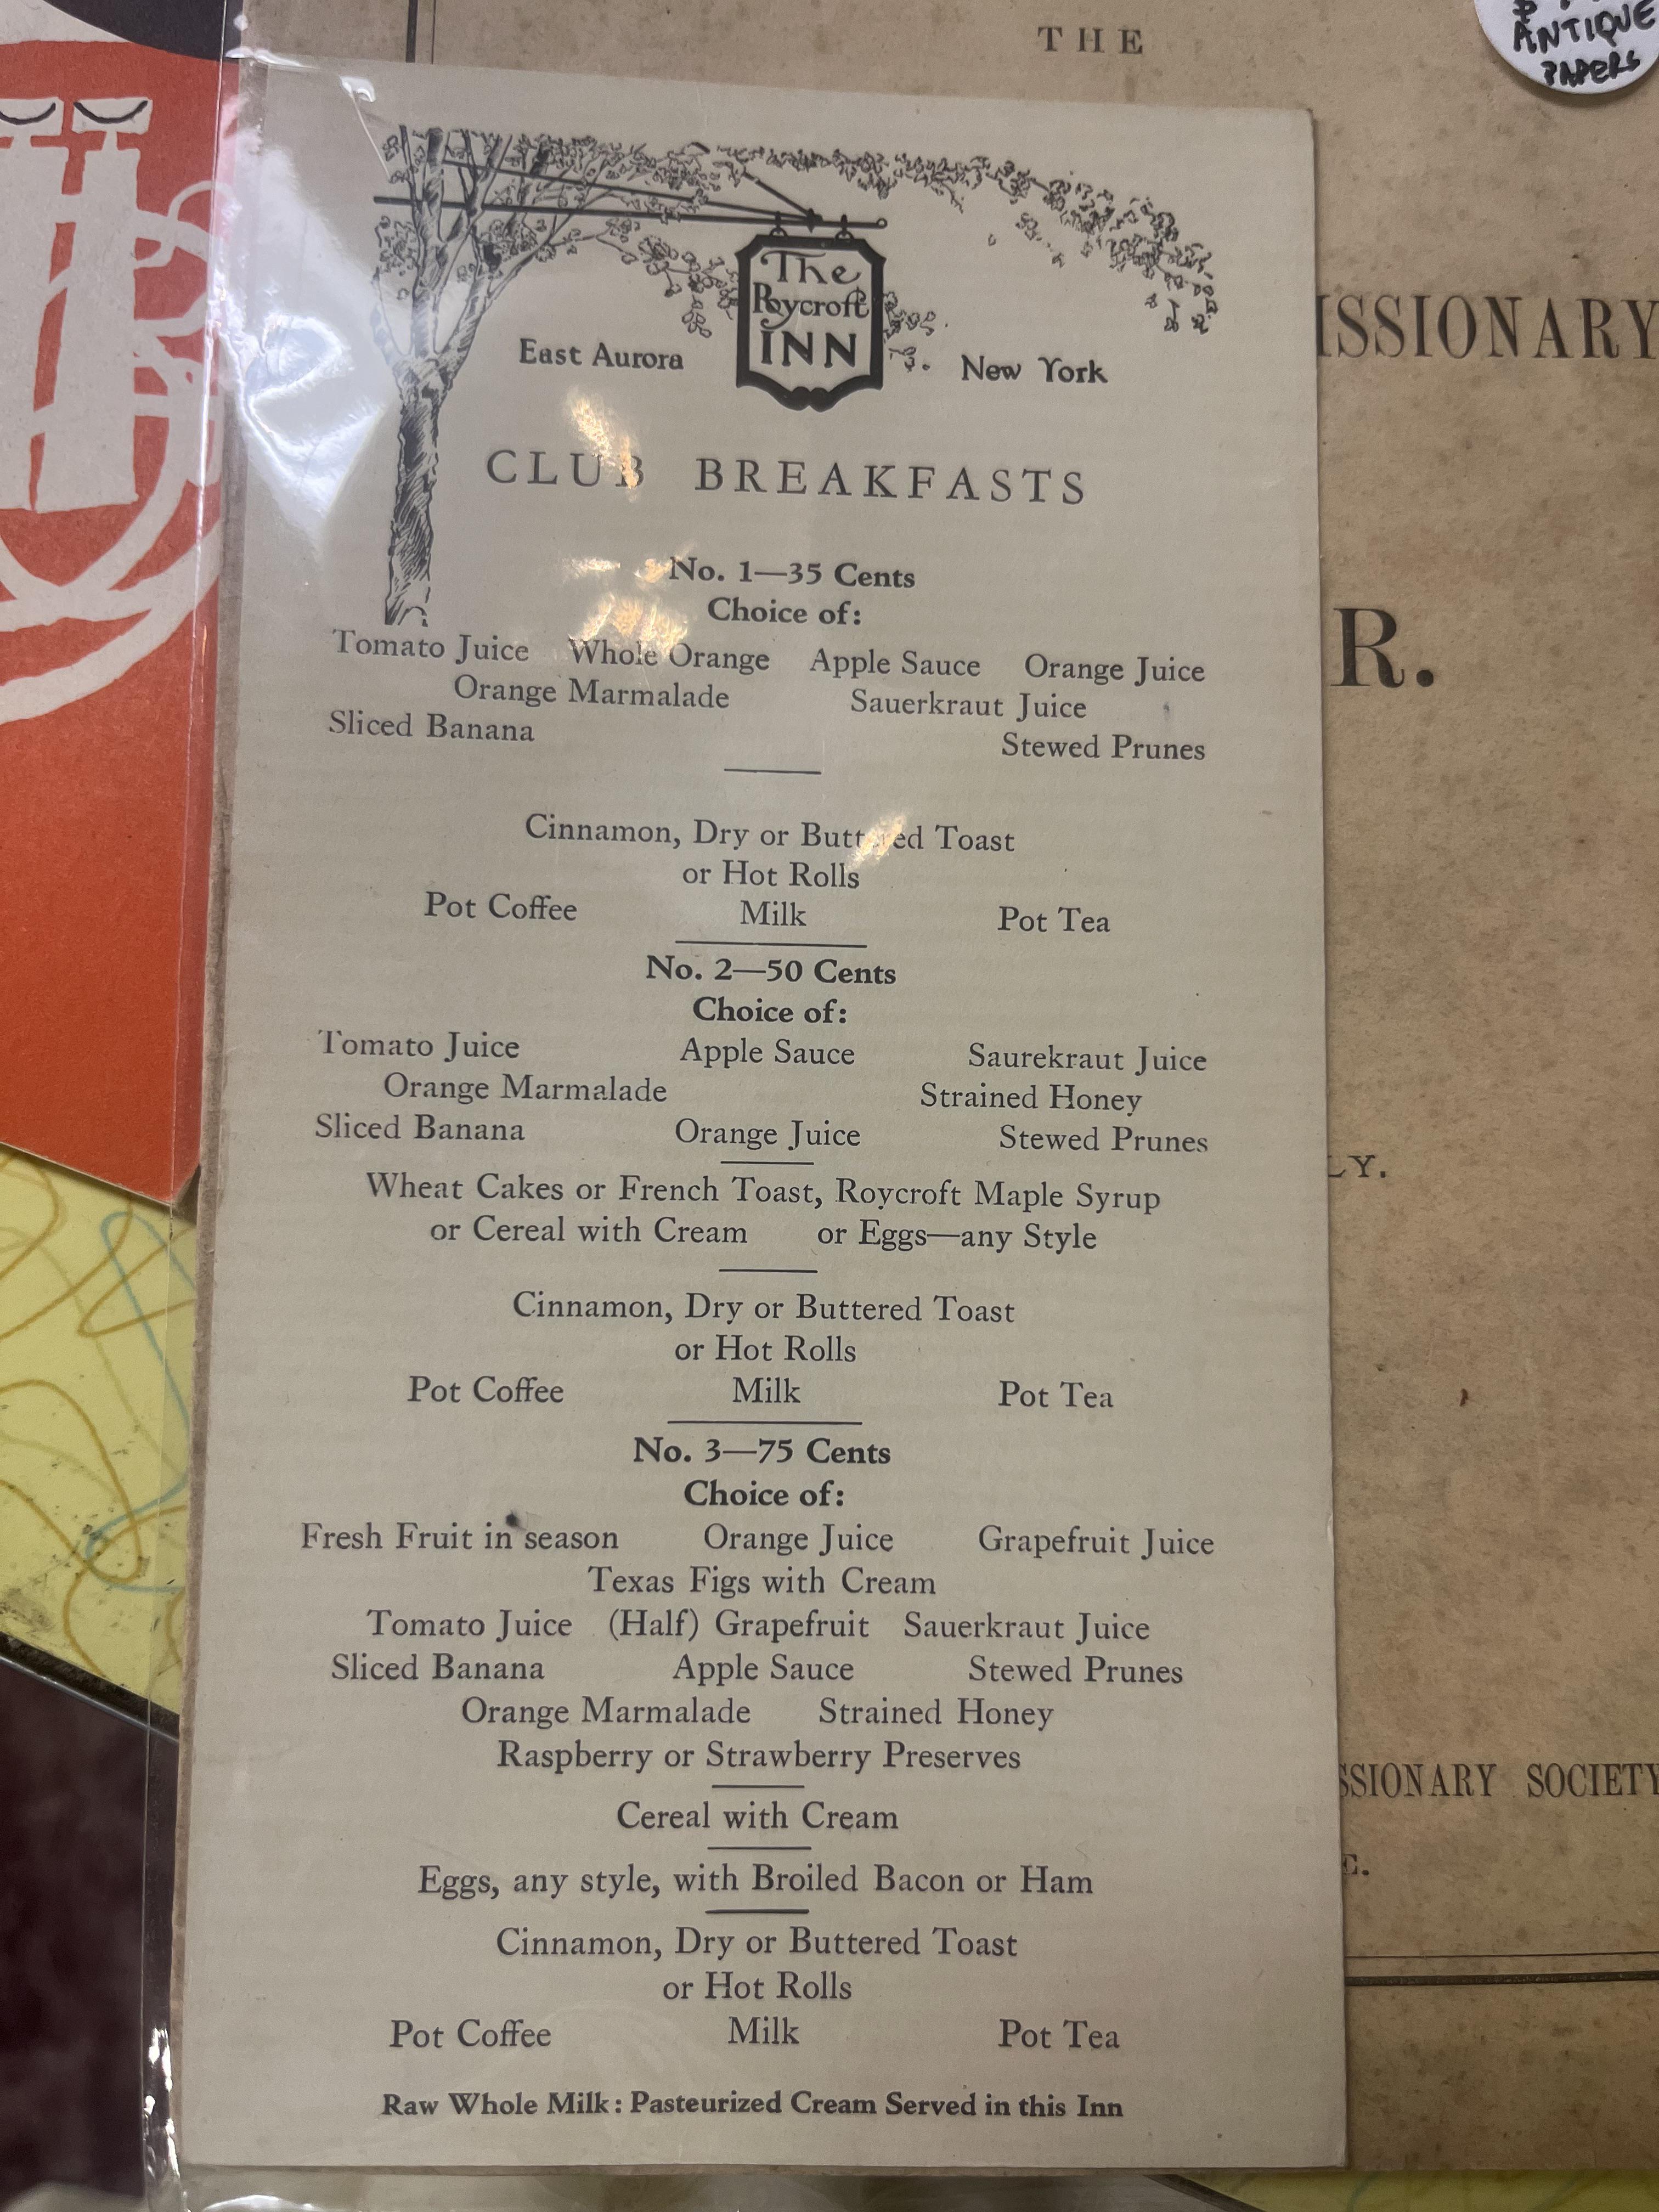 THE
ANTIQUE
PAPERS
The
Roycroft
INN
East Aurora New York
CLUB BREAKFASTS
No. 1—35 Cents
Choice of:
Tomato Juice Whole Orange Apple Sauce Orange Juice
Orange Marmalade Sauerkraut Juice
Sliced Banana Stewed Prunes
Cinnamon, Dry or Buttered Toast
or Hot Rolls
Pot Coffee Milk Pot Tea
No. 2—50 Cents
Choice of:
Tomato Juice Apple Sauce Saurekraut Juice
Orange Marmalade Strained Honey
Sliced Banana Orange Juice Stewed Prunes
Wheat Cakes or French Toast, Roycroft Maple Syrup
or Cereal with Cream or Eggs—any Style
Cinnamon, Dry or Buttered Toast
or Hot Rolls
Pot Coffee Milk Pot Tea
No. 3—75 Cents
Choice of:
Fresh Fruit in season Orange Juice Grapefruit Juice
Texas Figs with Cream
Tomato Juice (Half) Grapefruit Sauerkraut Juice
Sliced Banana Apple Sauce Stewed Prunes
Orange Marmalade Strained Honey
Raspberry or Strawberry Preserves
Cereal with Cream
Eggs, any style, with Broiled Bacon or Ham
Cinnamon, Dry or Buttered Toast
or Hot Rolls
Pot Coffee Milk Pot Tea
Raw Whole Milk: Pasteurized Cream Served in this Inn
ISSIONARY
R.
LY.
SSIONARY SOCIETY
E.